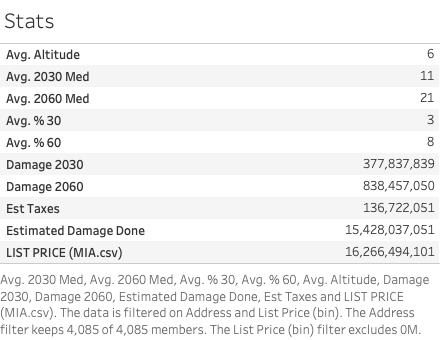 Stats
Avg. Altitude 6
Avg. 2030 Med 11
Avg. 2060 Med 21
Avg. % 30 3
Avg. % 60 8
Damage 2030 377,837,839
Damage 2060 838,457,050
Est Taxes 136,722,051
Estimated Damage Done 15,428,037,051
LIST PRICE (MIA.csv) 16,266,494,101
Avg. 2030 Med, Avg. 2060 Med, Avg. % 30, Avg. % 60, Avg. Altitude, Damage
2030, Damage 2060, Estimated Damage Done, Est Taxes and LIST PRICE
(MIA.csv). The data is filtered on Address and List Price (bin). The Address
filter keeps 4,085 of 4,085 members. The List Price (bin) filter excludes 0M.